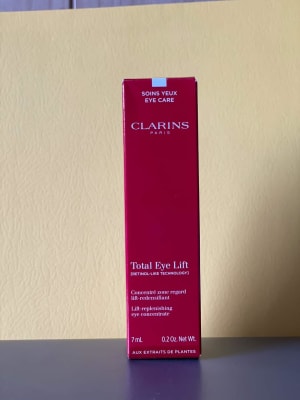 SOINS YEUX
EYE CARE
CLARINS
PARIS
Total Eye Lift
[RETINOL-LIKE TECHNOLOGY]
Concentré zone regard
lift-redensifiant
Lift-replenishing
eye concentrate
7 mL 0.2 Oz. Net Wt.
AUX EXTRAITS DE PLANTES